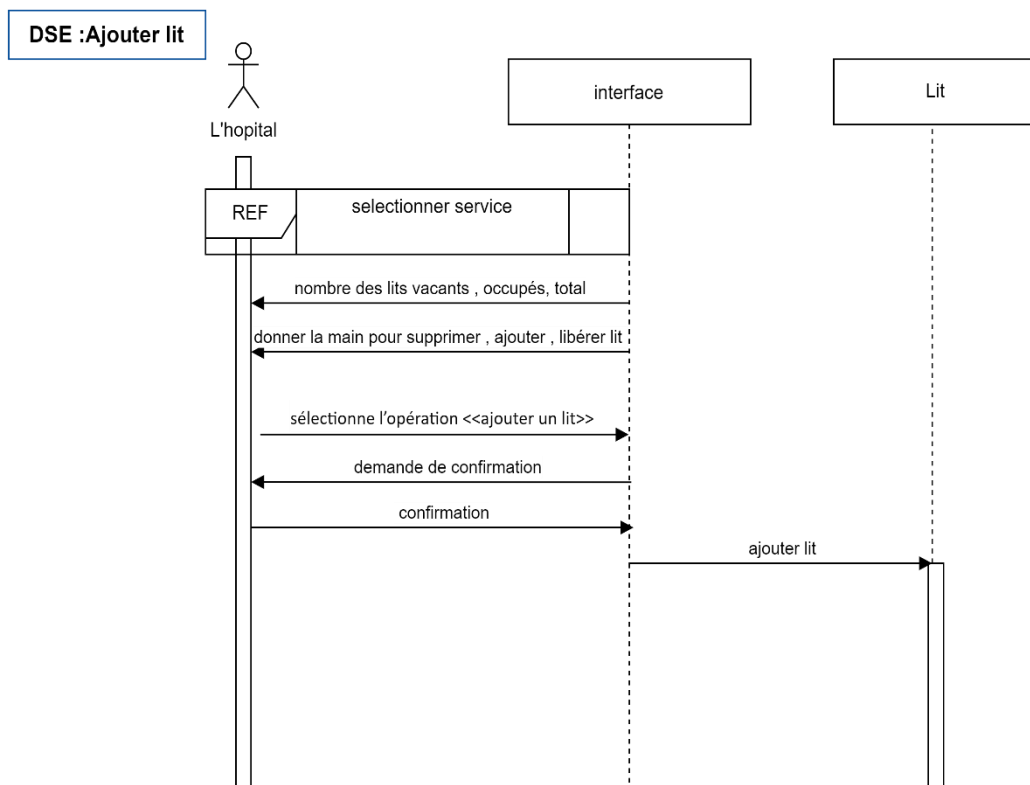 DSE :Ajouter lit
L'hopital
interface
Lit
REF
selectionner service
nombre des lits vacants , occupés, total
donner la main pour supprimer , ajouter , libérer lit
sélectionne l’opération <<ajouter un lit>>
demande de confirmation
confirmation
ajouter lit